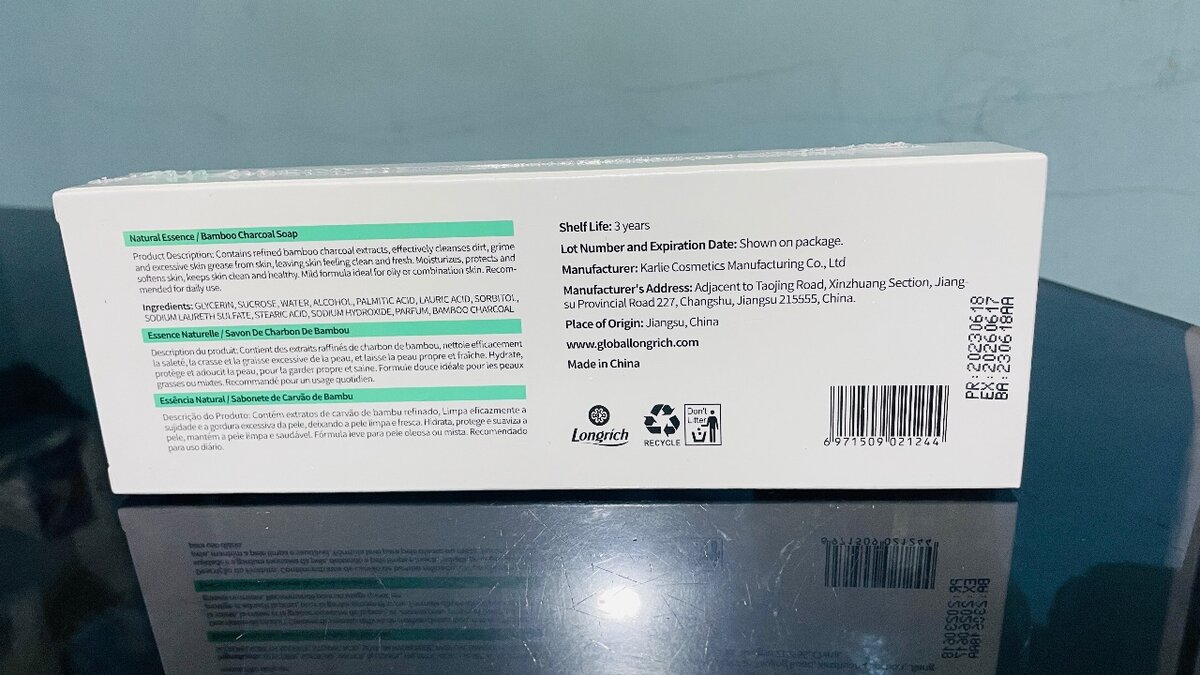 Natural Essence / Bamboo Charcoal Soap
Product Description: Contains refined bamboo charcoal extracts, effectively cleanses dirt, grime
and excessive skin grease from skin, leaving skin feeling clean and fresh. Moisturizes, protects and
softens skin, keeps skin clean and healthy. Mild formula ideal for oily or combination skin. Recom-
mended for daily use.
Ingredients: GLYCERIN, SUCROSE, WATER, ALCOHOL, PALMITIC ACID, LAURIC ACID, SORBITOL,
SODIUM LAURETH SULFATE, STEARIC ACID, SODIUM HYDROXIDE, PARFUM, BAMBOO CHARCOAL
Essence Naturelle / Savon De Charbon De Bambou
Description du produit: Contient des extraits raffinés de charbon de bambou, nettoie efficacement
la saleté, la crasse et la graisse excessive de la peau, et laisse la peau propre et fraîche. Hydrate,
protège et adoucit la peau, pour la garder propre et saine. Formule douce idéale pour les peaux
grasses ou mixtes. Recommandé pour un usage quotidien.
Essência Natural / Sabonete de Carvão de Bambu
Descrição do Produto: Contém extratos de carvão de bambu refinado, Limpa eficazmente a
sujidade e a gordura excessiva da pele, deixando a pele limpa e fresca. Hidrata, protege e suaviza a
pele, mantém a pele limpa e saudável. Fórmula leve para pele oleosa ou mista. Recomendado
para uso diário.
Shelf Life: 3 years
Lot Number and Expiration Date: Shown on package.
Manufacturer: Karlie Cosmetics Manufacturing Co., Ltd
Manufacturer's Address: Adjacent to Taojing Road, Xinzhuang Section, Jiang-
su Provincial Road 227, Changshu, Jiangsu 215555, China.
Place of Origin: Jiangsu, China
www.globallongrich.com
Made in China
Longrich
RECYCLE
Don't
Litter
6 971509 021244
PR:20230618
EX:20260617
BA:230618AA